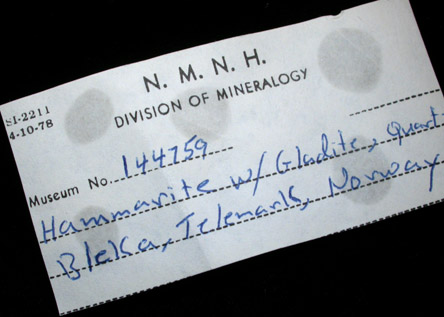 SI-2211
4-10-78
N. M. N. H.
DIVISION OF MINERALOGY
Museum No. 144759
Hammarite w/ Gladite, quart
Bleka, Telemark, Norway